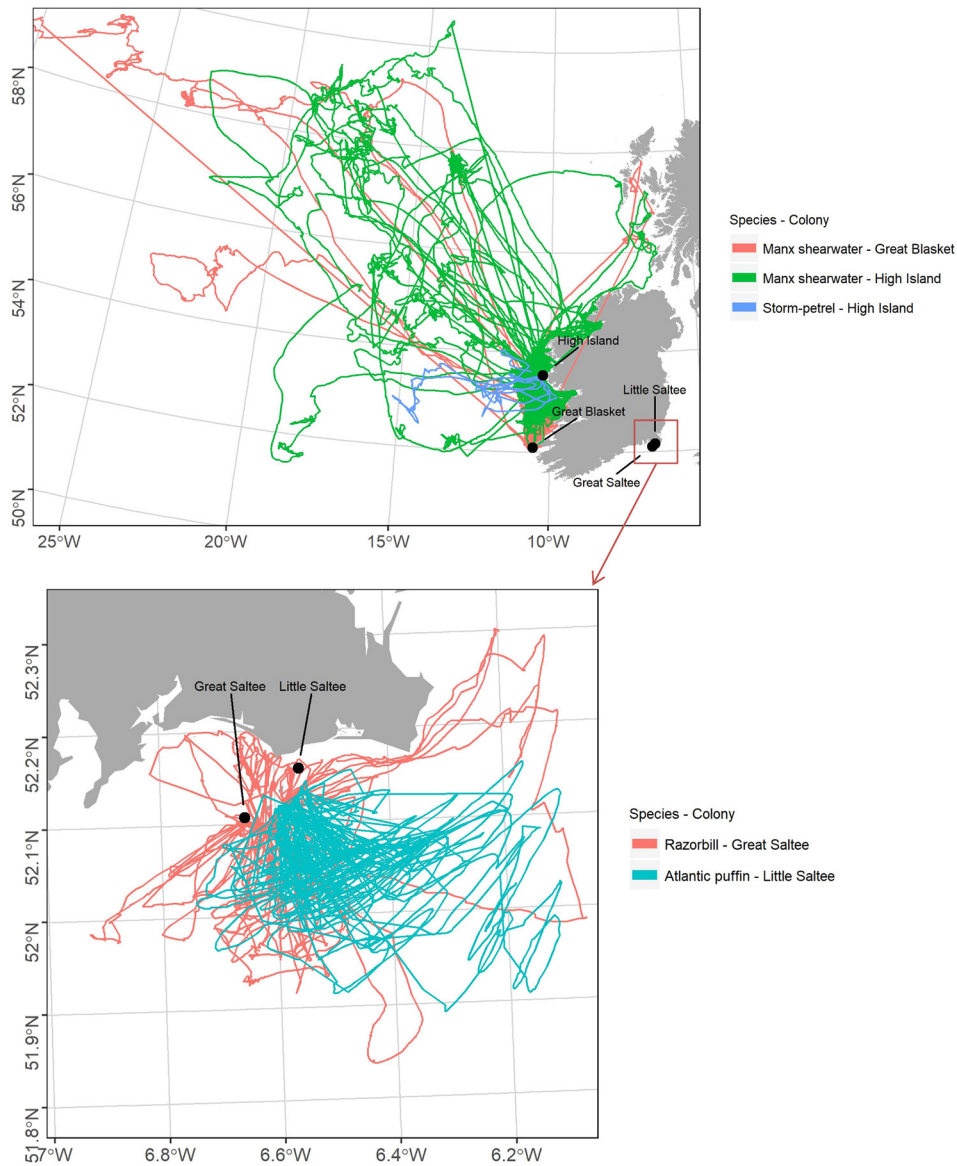 58°N
56°N
54°N
52°N
50°N
25°W
20°W
15°W
10°W
High Island
Great Blasket
Little Saltee
Great Saltee
Species - Colony
Manx shearwater - Great Blasket
Manx shearwater - High Island
Storm-petrel - High Island
52.3°N
52.2°N
52.1°N
52°N
51.9°N
51.8°N
7°W
6.8°W
6.6°W
6.4°W
6.2°W
Great Saltee
Little Saltee
Species - Colony
Razorbill - Great Saltee
Atlantic puffin - Little Saltee